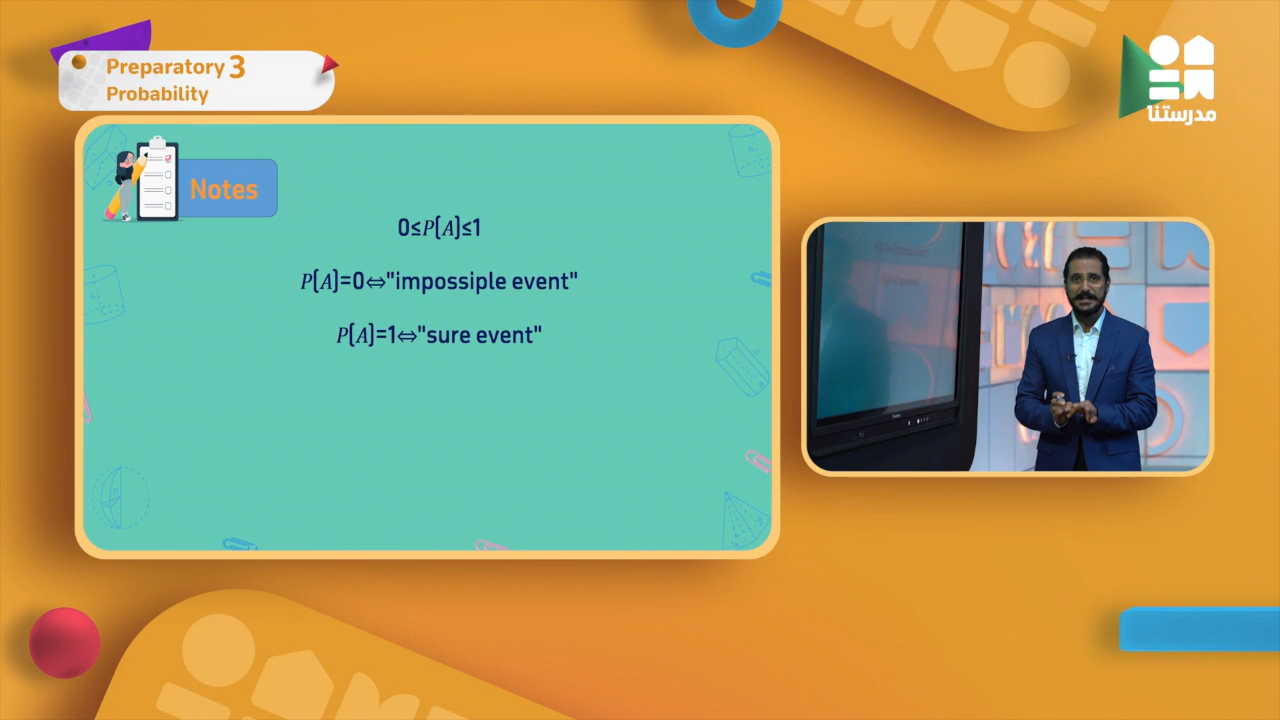 Preparatory 3
Probability
مدرستنا
Notes
0≤P(A)≤1
P(A)=0⇔"impossiple event"
P(A)=1⇔"sure event"